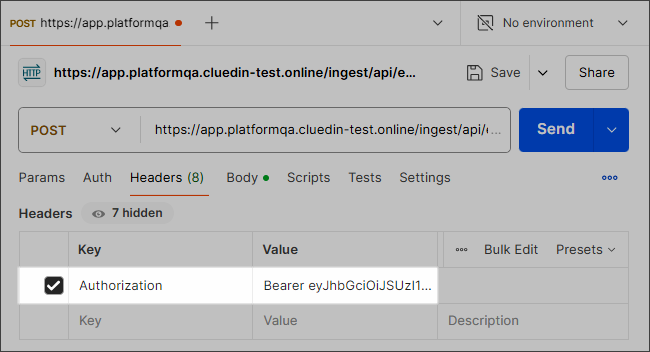 POST https://app.platformqa
No environment
HTTP
https://app.platformqa.cluedin-test.online/ingest/api/e...
Save
Share
POST
https://app.platformqa.cluedin-test.online/ingest/api/e...
Send
Params Auth Headers (8) Body Scripts Tests Settings
Headers 7 hidden
Key Value Bulk Edit Presets
Authorization Bearer eyJhbGciOiJSUzI1...
Key Value Description